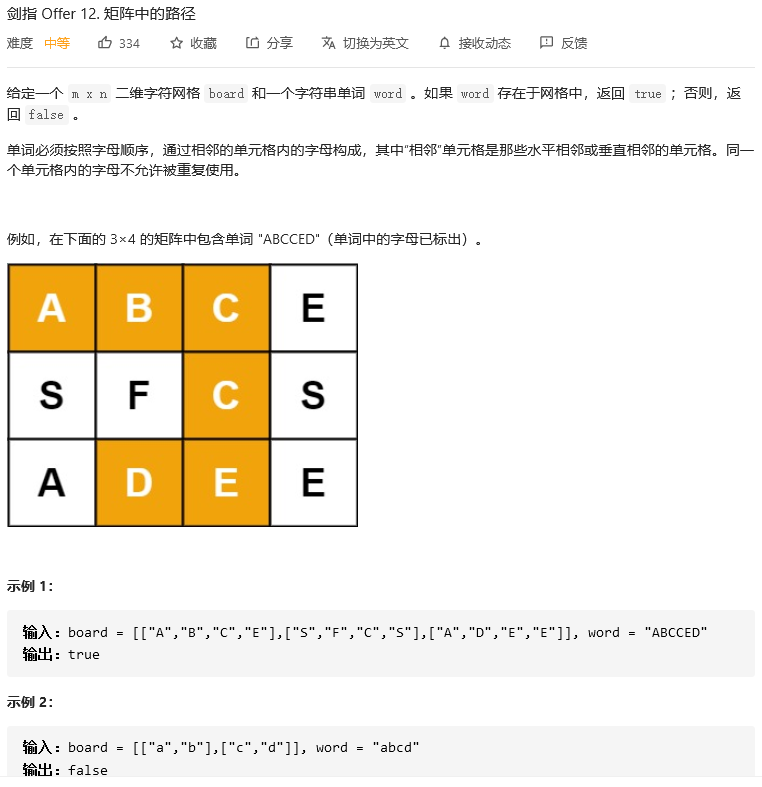 剑指 Offer 12. 矩阵中的路径
难度 中等 334 收藏 分享 切换为英文 接收动态 反馈
给定一个 m x n 二维字符网格 board 和一个字符串单词 word 。如果 word 存在于网格中，返回 true ；否则，返
回 false 。
单词必须按照字母顺序，通过相邻的单元格内的字母构成，其中“相邻”单元格是那些水平相邻或垂直相邻的单元格。同一
个单元格内的字母不允许被重复使用。
例如，在下面的 3×4 的矩阵中包含单词 "ABCCED"（单词中的字母已标出）。
A B C E
S F C S
A D E E
示例 1：
输入：board = [["A","B","C","E"],["S","F","C","S"],["A","D","E","E"]], word = "ABCCED"
输出：true
示例 2：
输入：board = [["a","b"],["c","d"]], word = "abcd"
输出：false